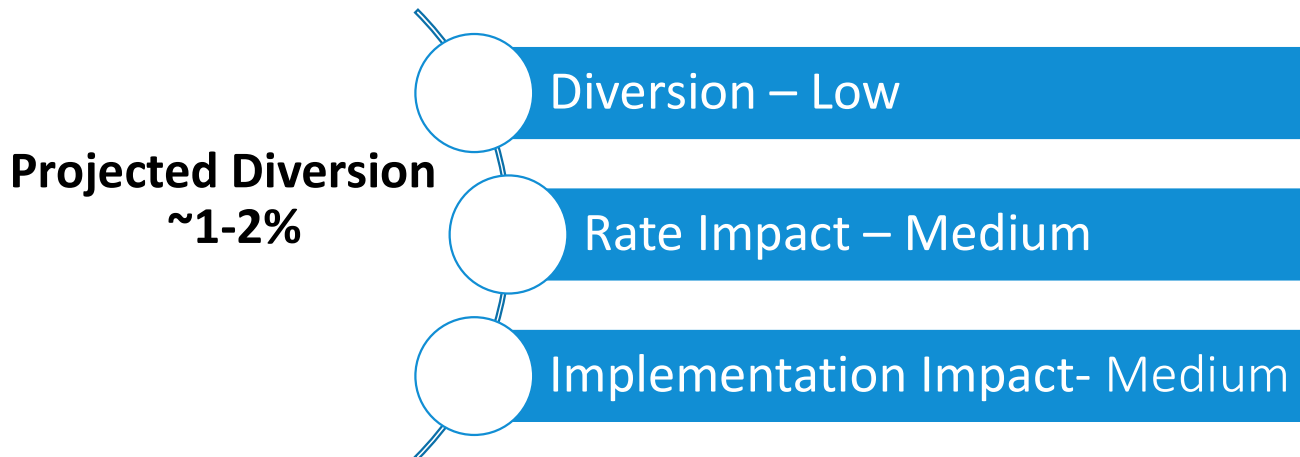 Projected Diversion
~1-2%
Diversion – Low
Rate Impact – Medium
Implementation Impact- Medium